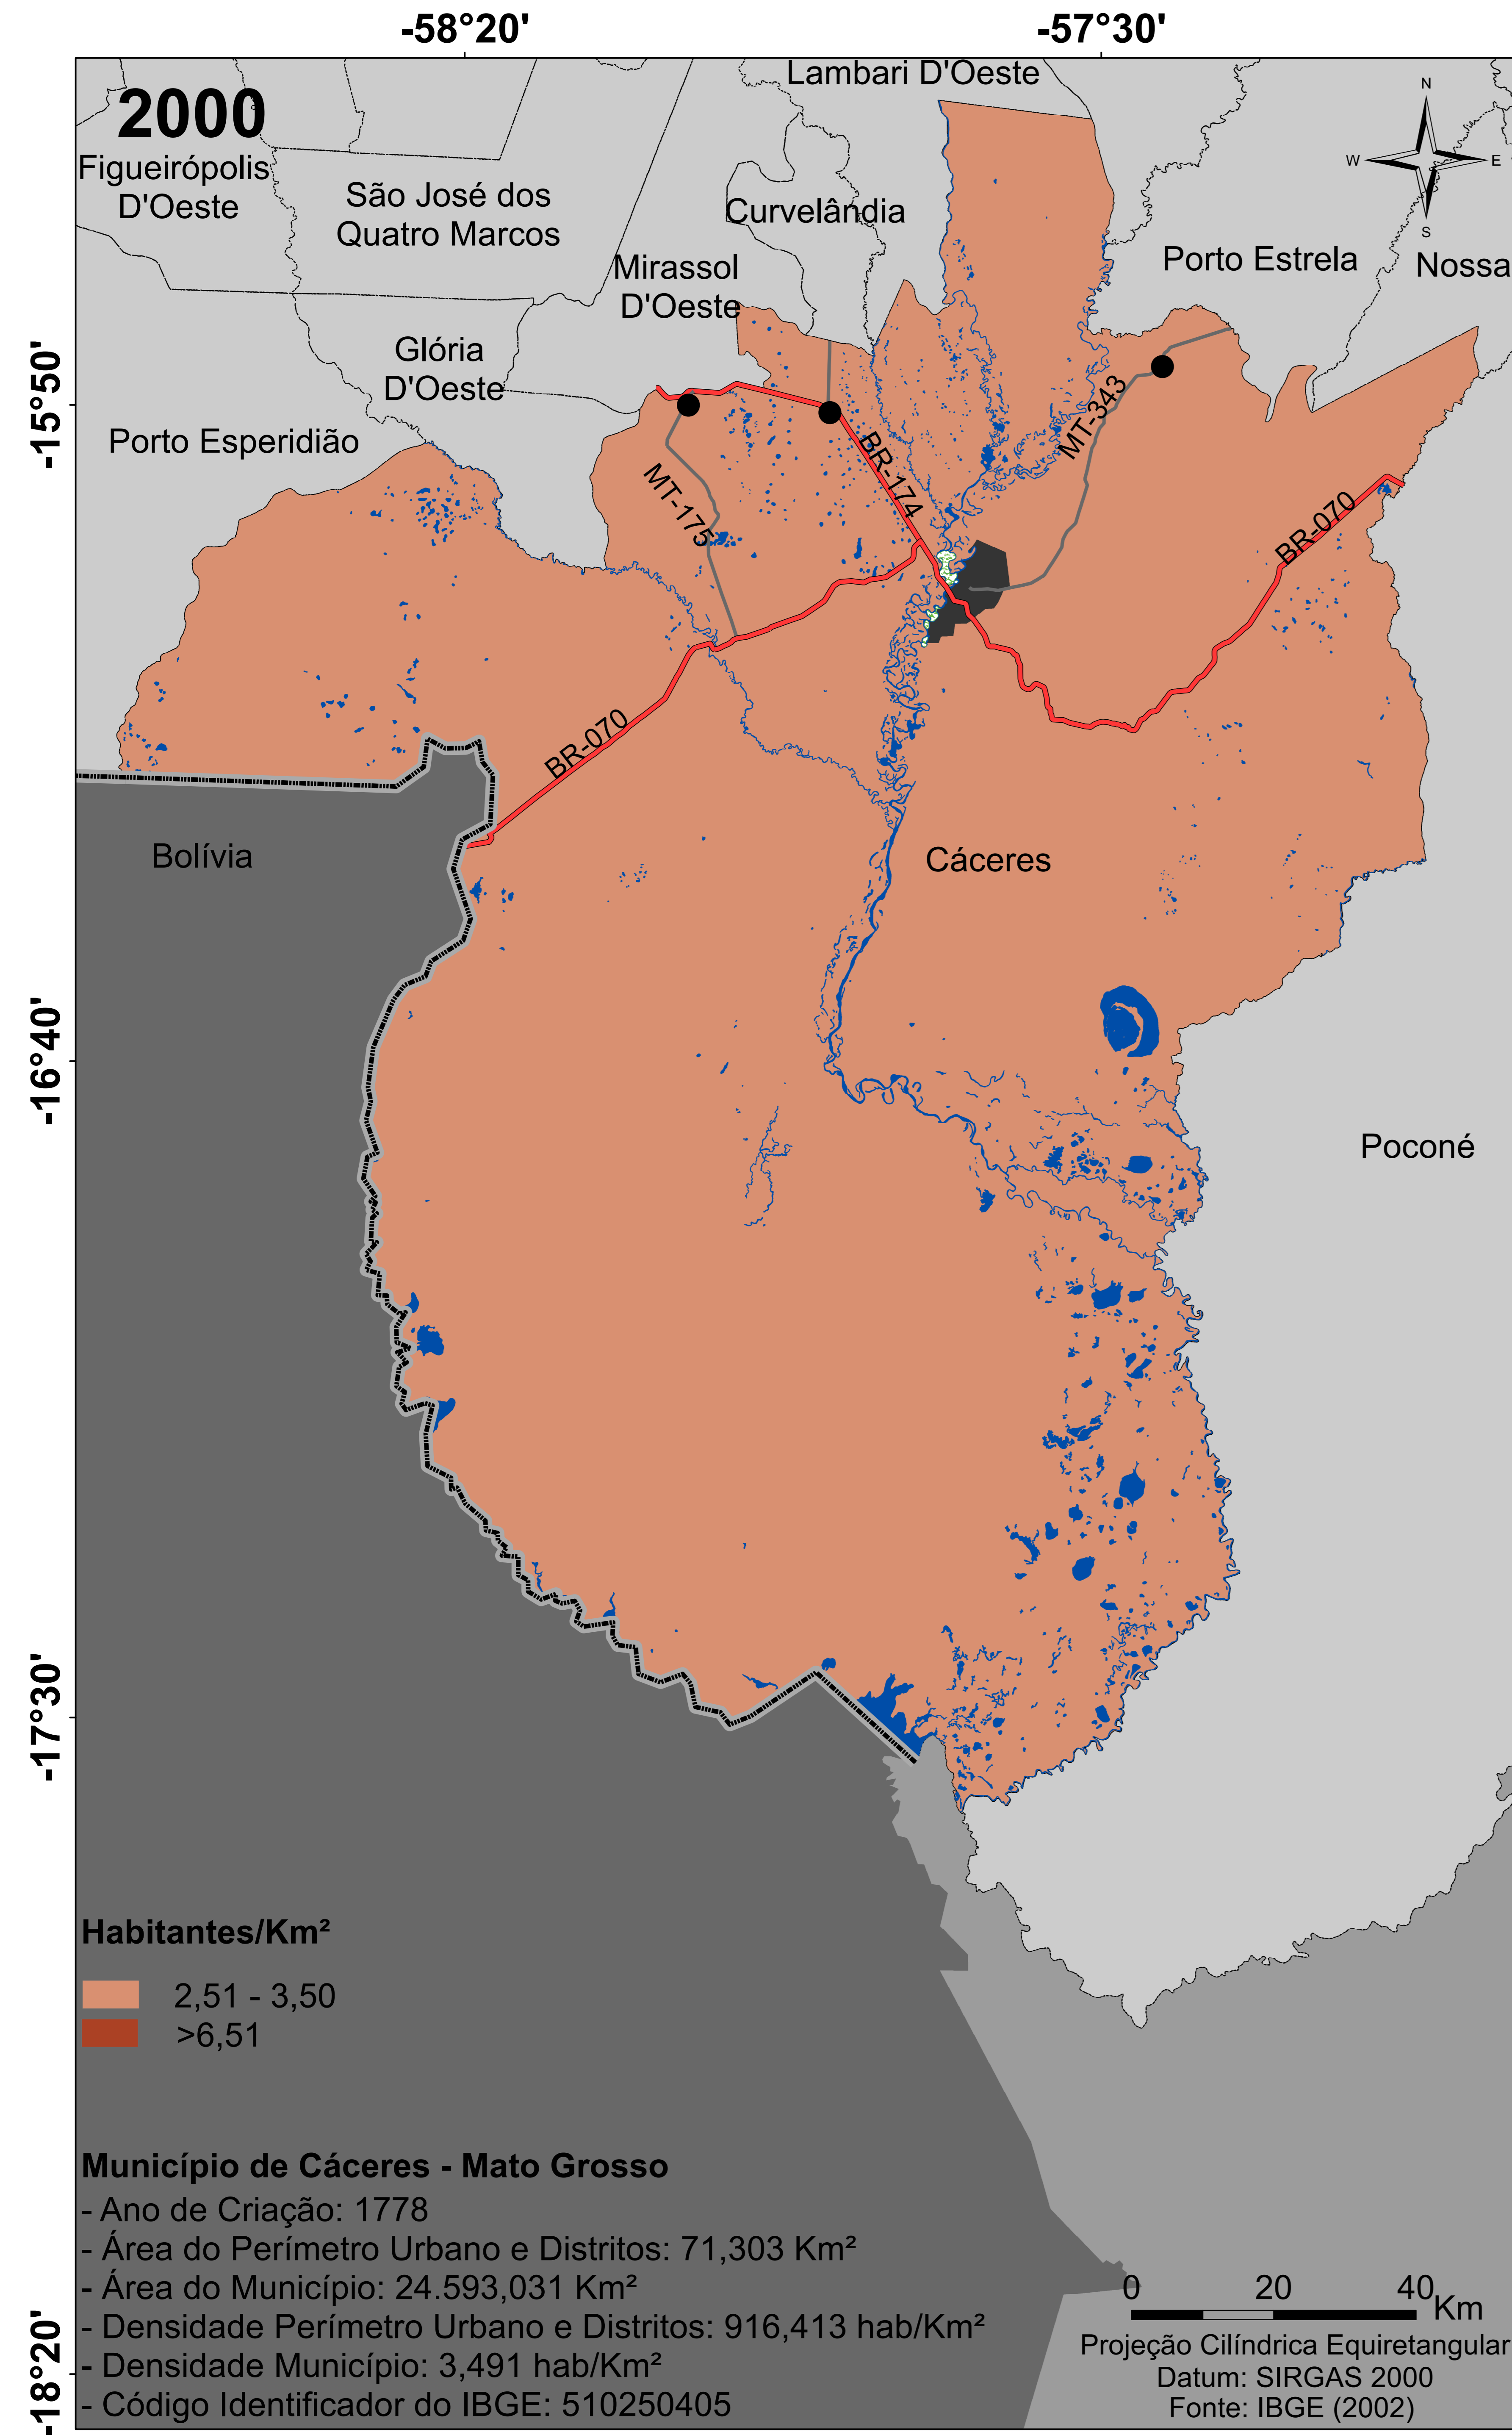 -58°20'
-57°30'
2000
Lambari D'Oeste
N
W
E
S
Figueirópolis
D'Oeste
São José dos
Quatro Marcos
Curvelândia
Porto Estrela
Nossa
Mirassol
D'Oeste
Glória
D'Oeste
-15°50'
Porto Esperidião
MT-343
BR-174
MT-175
BR-070
BR-070
Bolívia
Cáceres
-16°40'
Poconé
-17°30'
Habitantes/Km²
2,51 - 3,50
>6,51
Município de Cáceres - Mato Grosso
- Ano de Criação: 1778
- Área do Perímetro Urbano e Distritos: 71,303 Km²
- Área do Município: 24.593,031 Km²
- Densidade Perímetro Urbano e Distritos: 916,413 hab/Km²
- Densidade Município: 3,491 hab/Km²
- Código Identificador do IBGE: 510250405
-18°20'
0 20 40 Km
Projeção Cilíndrica Equiretangular
Datum: SIRGAS 2000
Fonte: IBGE (2002)